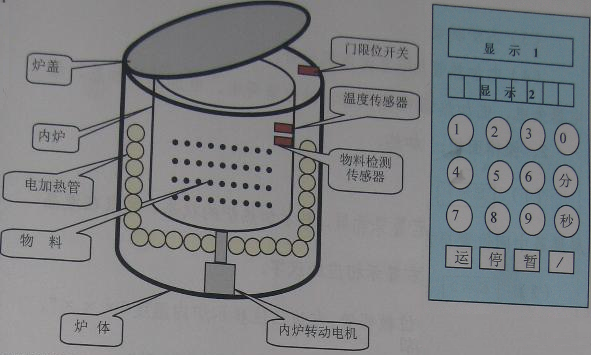 炉盖
内炉
电加热管
物 料
炉 体
门限位开关
温度传感器
物料检测
传感器
内炉转动电机
显 示 1
显 示 2
1 2 3 0
4 5 6 分
7 8 9 秒
运 停 暂 /